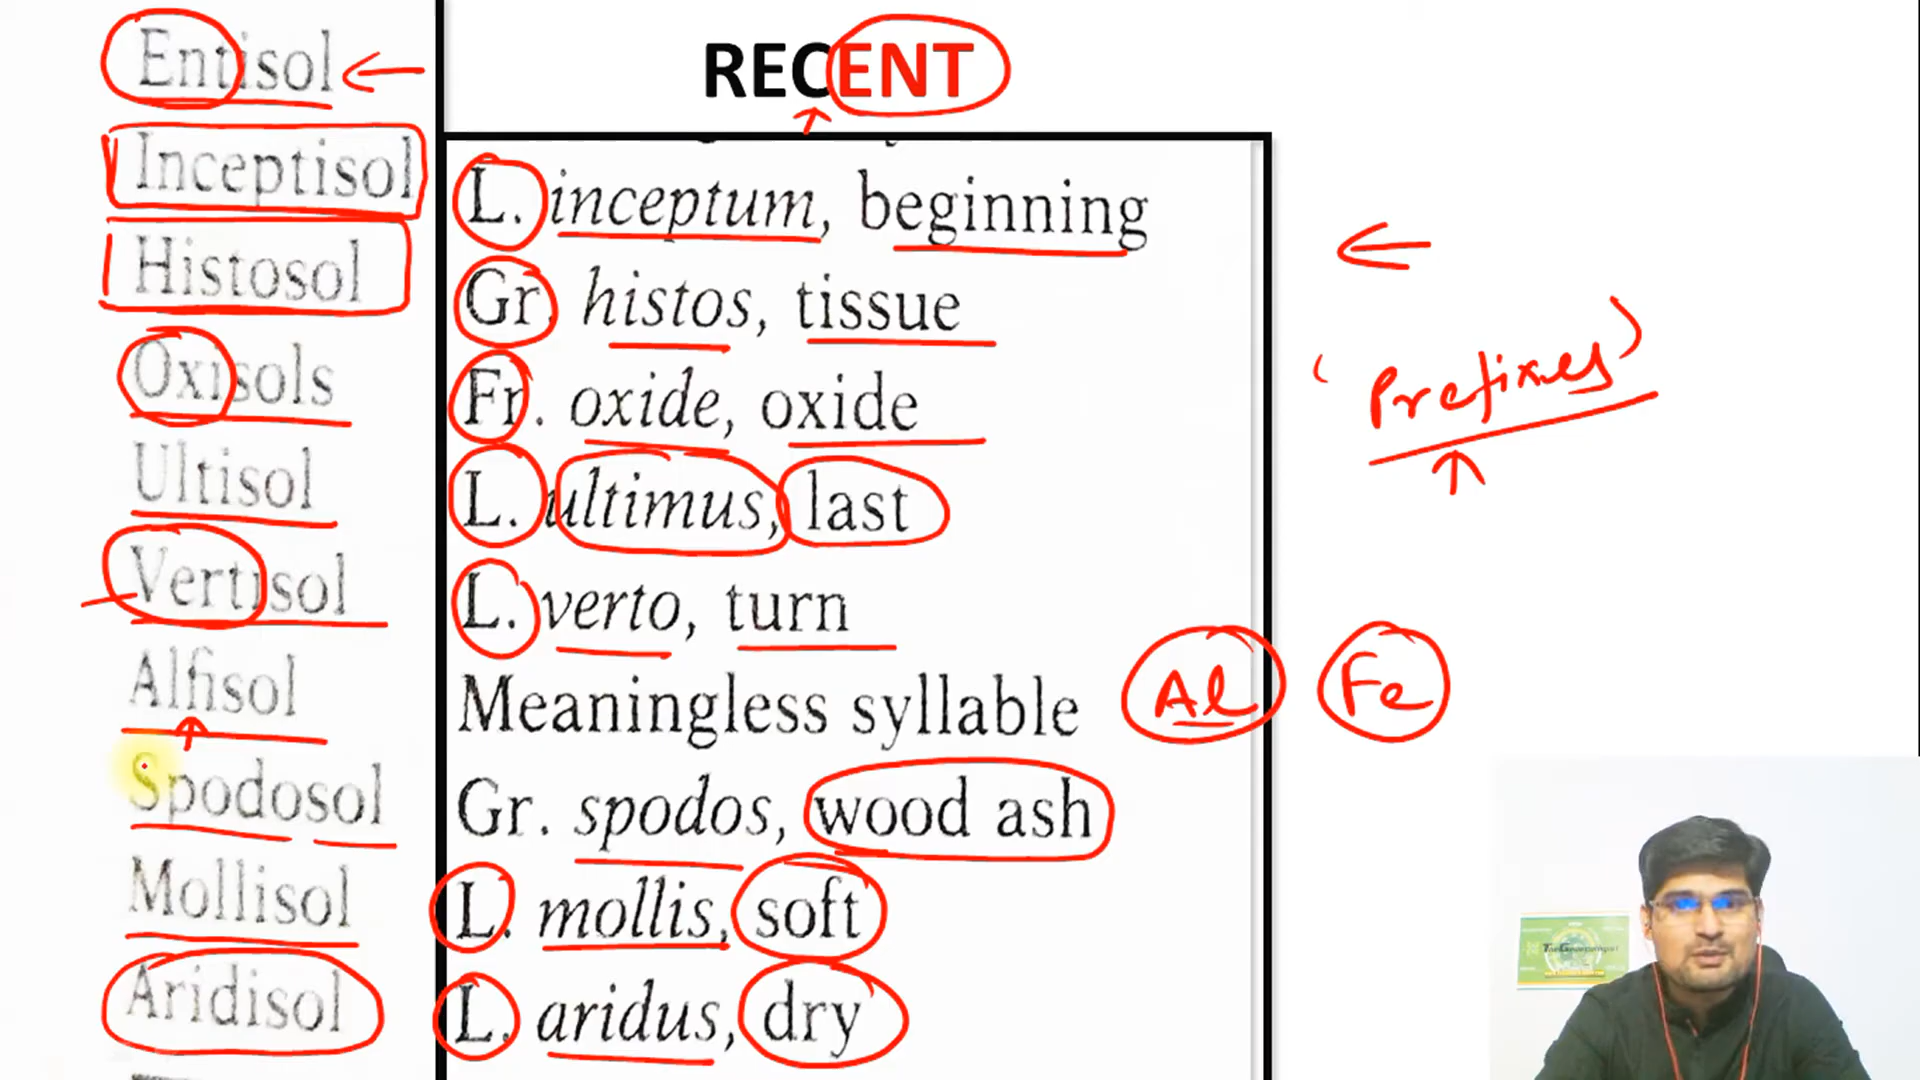 Entisol
RECENT
Inceptisol
L. inceptum, beginning
Histosol
Gr. histos, tissue
Oxisols
Fr. oxide, oxide
(Prefixes)
Ultisol
L. ultimus, last
Vertisol
L. verto, turn
Alfisol
Meaningless syllable
Al Fe
Spodosol
Gr. spodos, wood ash
Mollisol
L. mollis, soft
Aridisol
L. aridus, dry